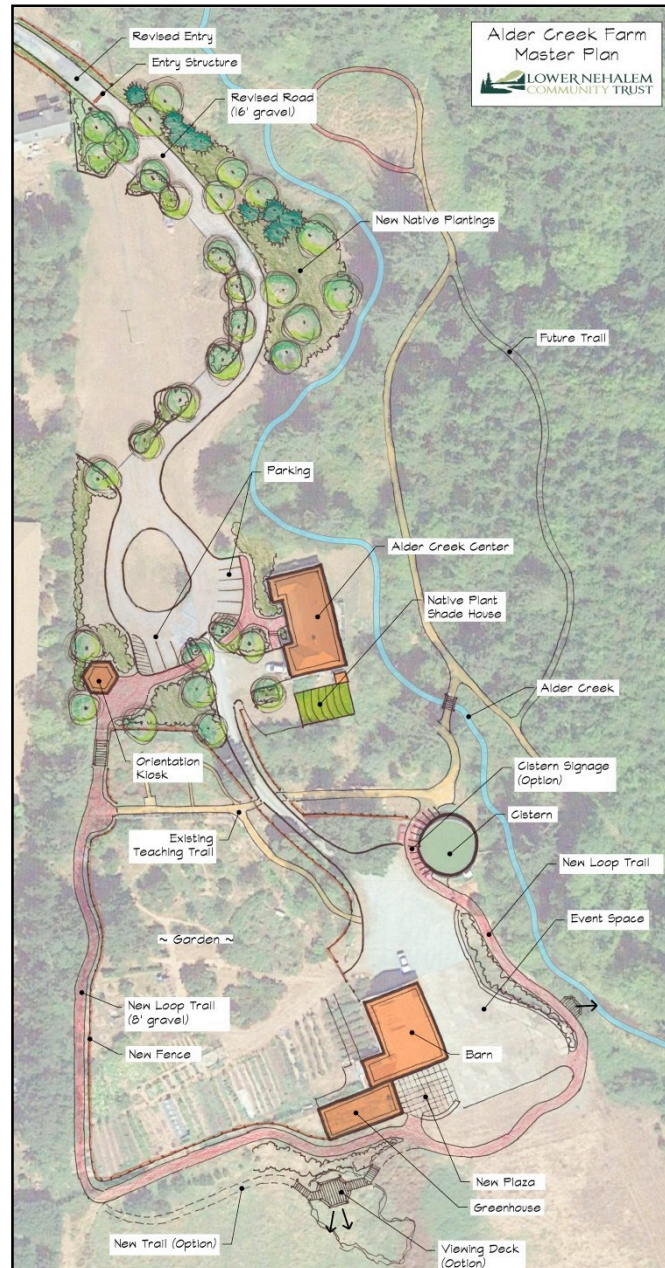 Alder Creek Farm
Master Plan
LOWER NEHALEM
COMMUNITY TRUST
Revised Entry
Entry Structure
Revised Road
(16' gravel)
New Native Plantings
Future Trail
Parking
Alder Creek Center
Native Plant
Shade House
Alder Creek
Orientation
Kiosk
Cistern Signage
(Option)
Cistern
Existing
Teaching Trail
New Loop Trail
Event Space
~ Garden ~
New Loop Trail
(8' gravel)
New Fence
Barn
New Plaza
Greenhouse
New Trail (Option)
Viewing Deck
(Option)